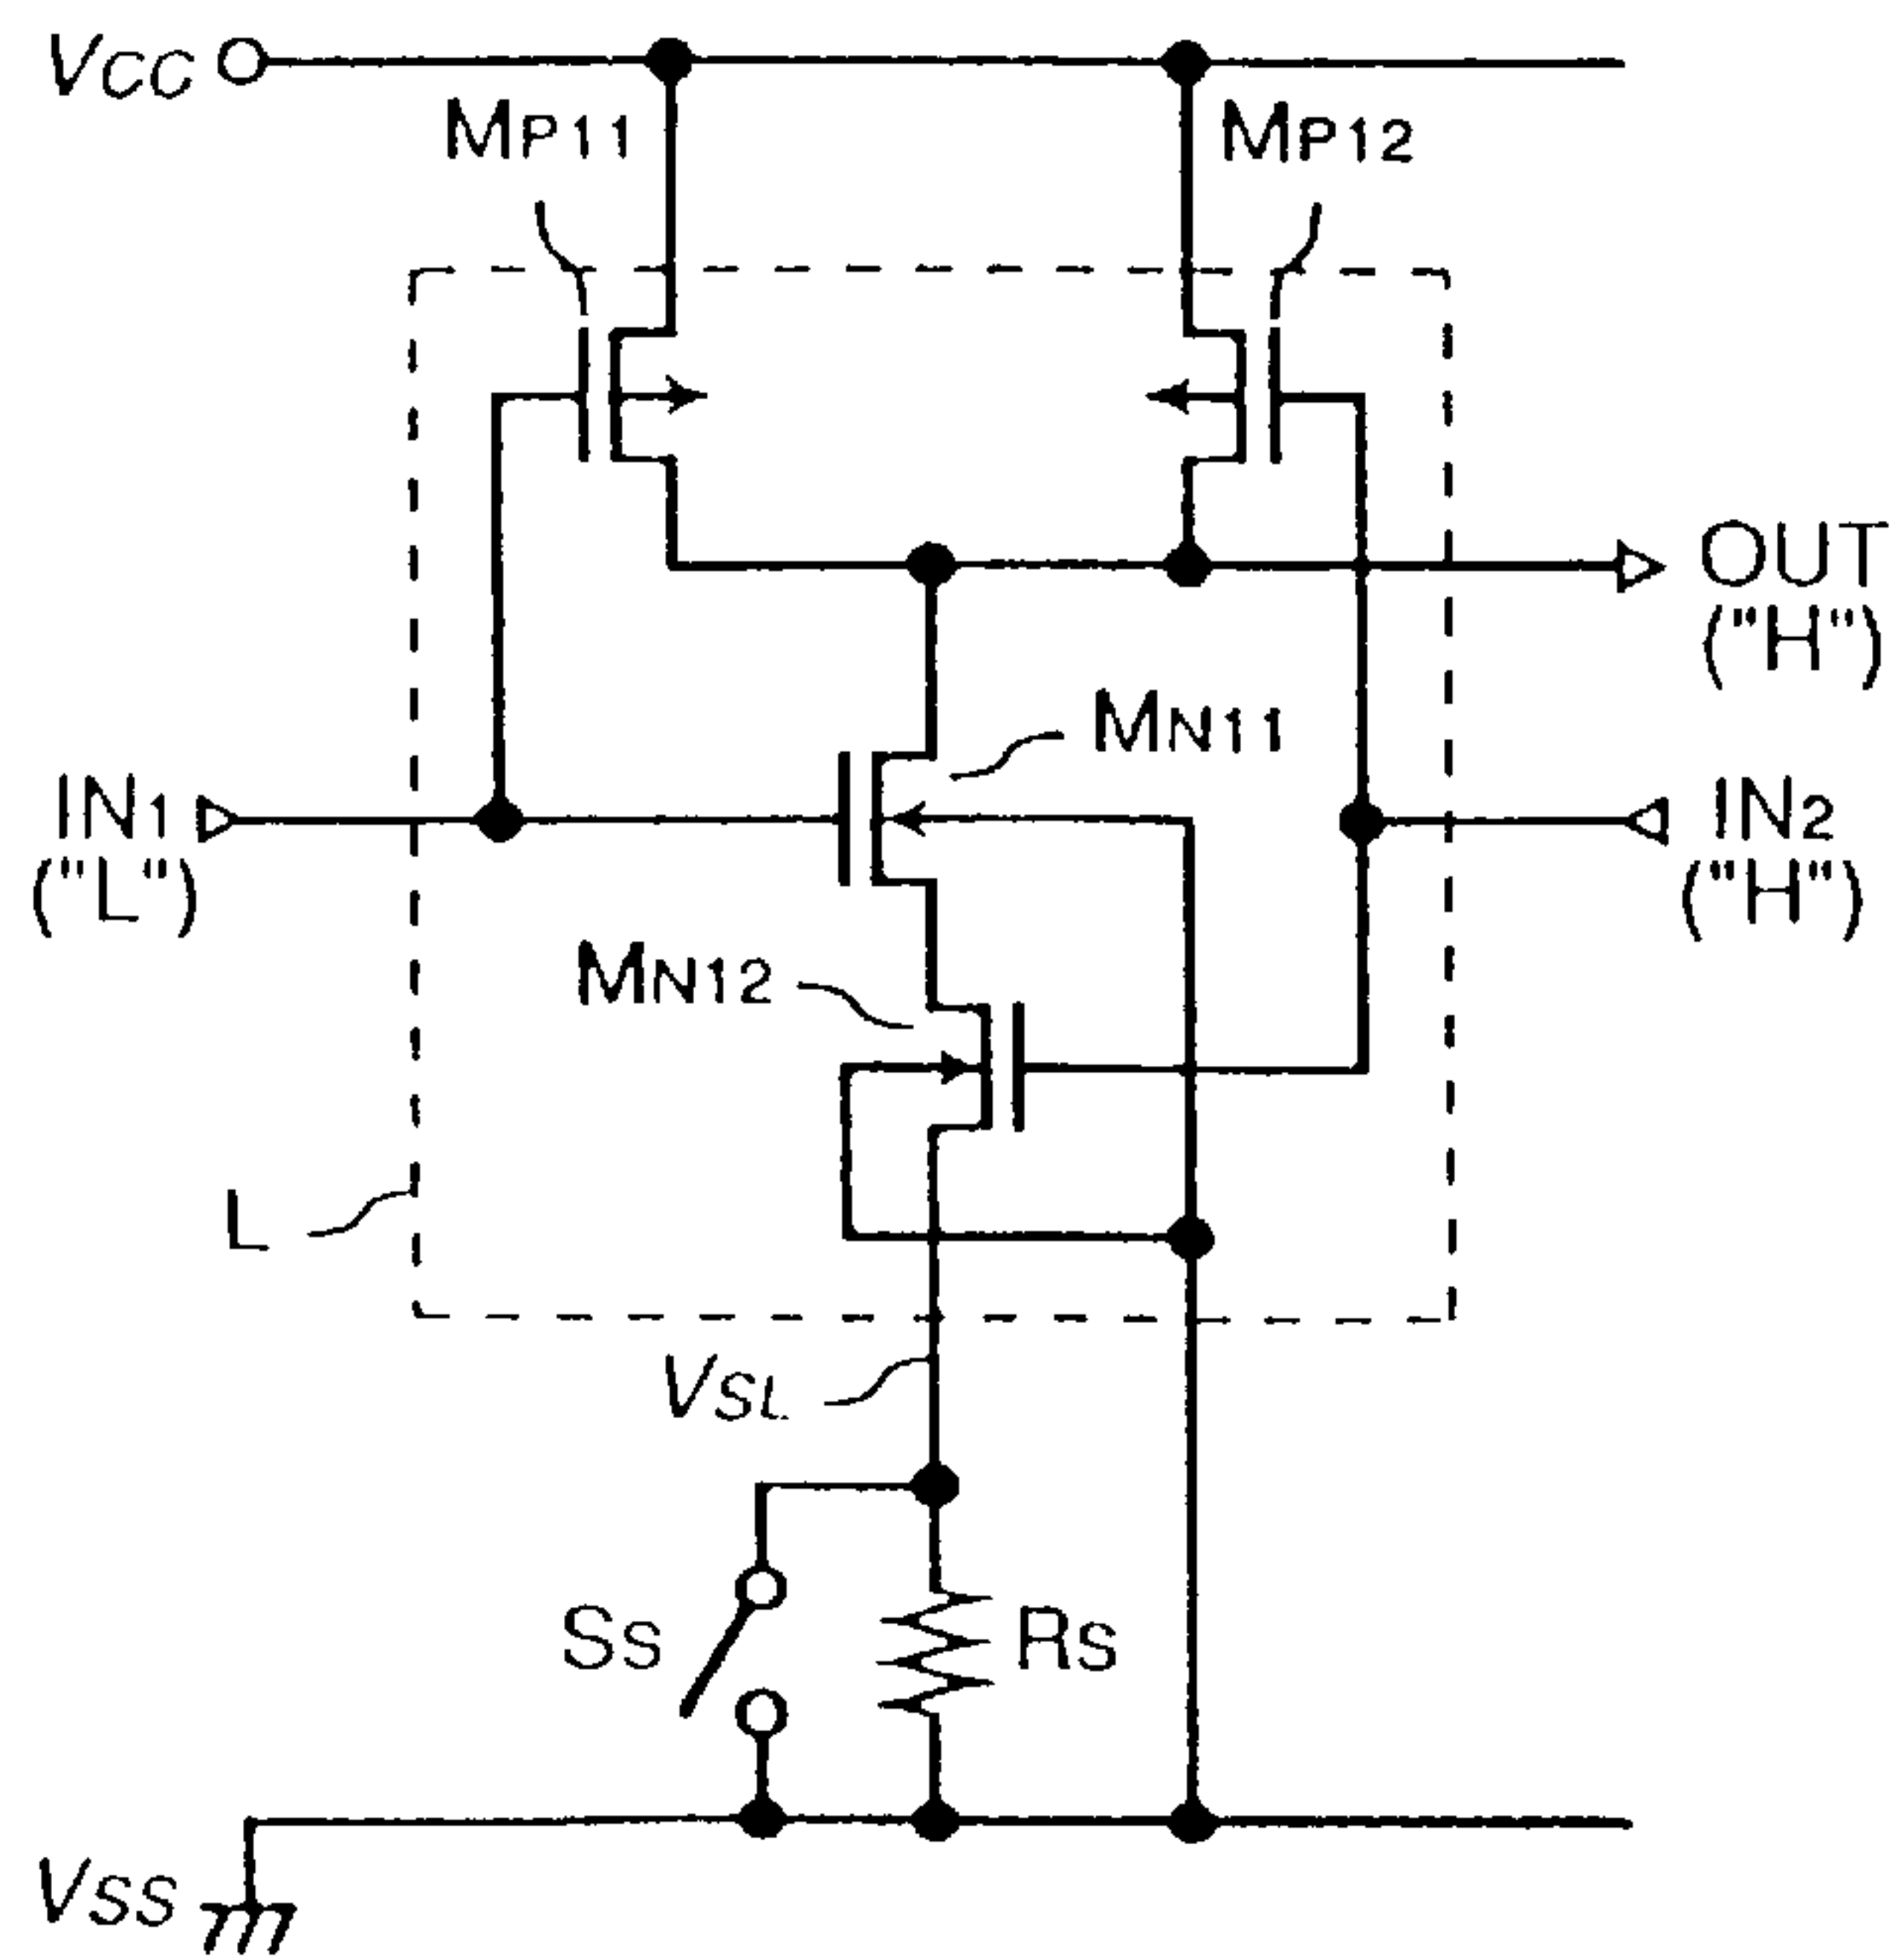 VCC
MP11
MP12
OUT
("H")
MN11
IN1
("L")
IN2
("H")
MN12
L
VSL
SS
RS
VSS